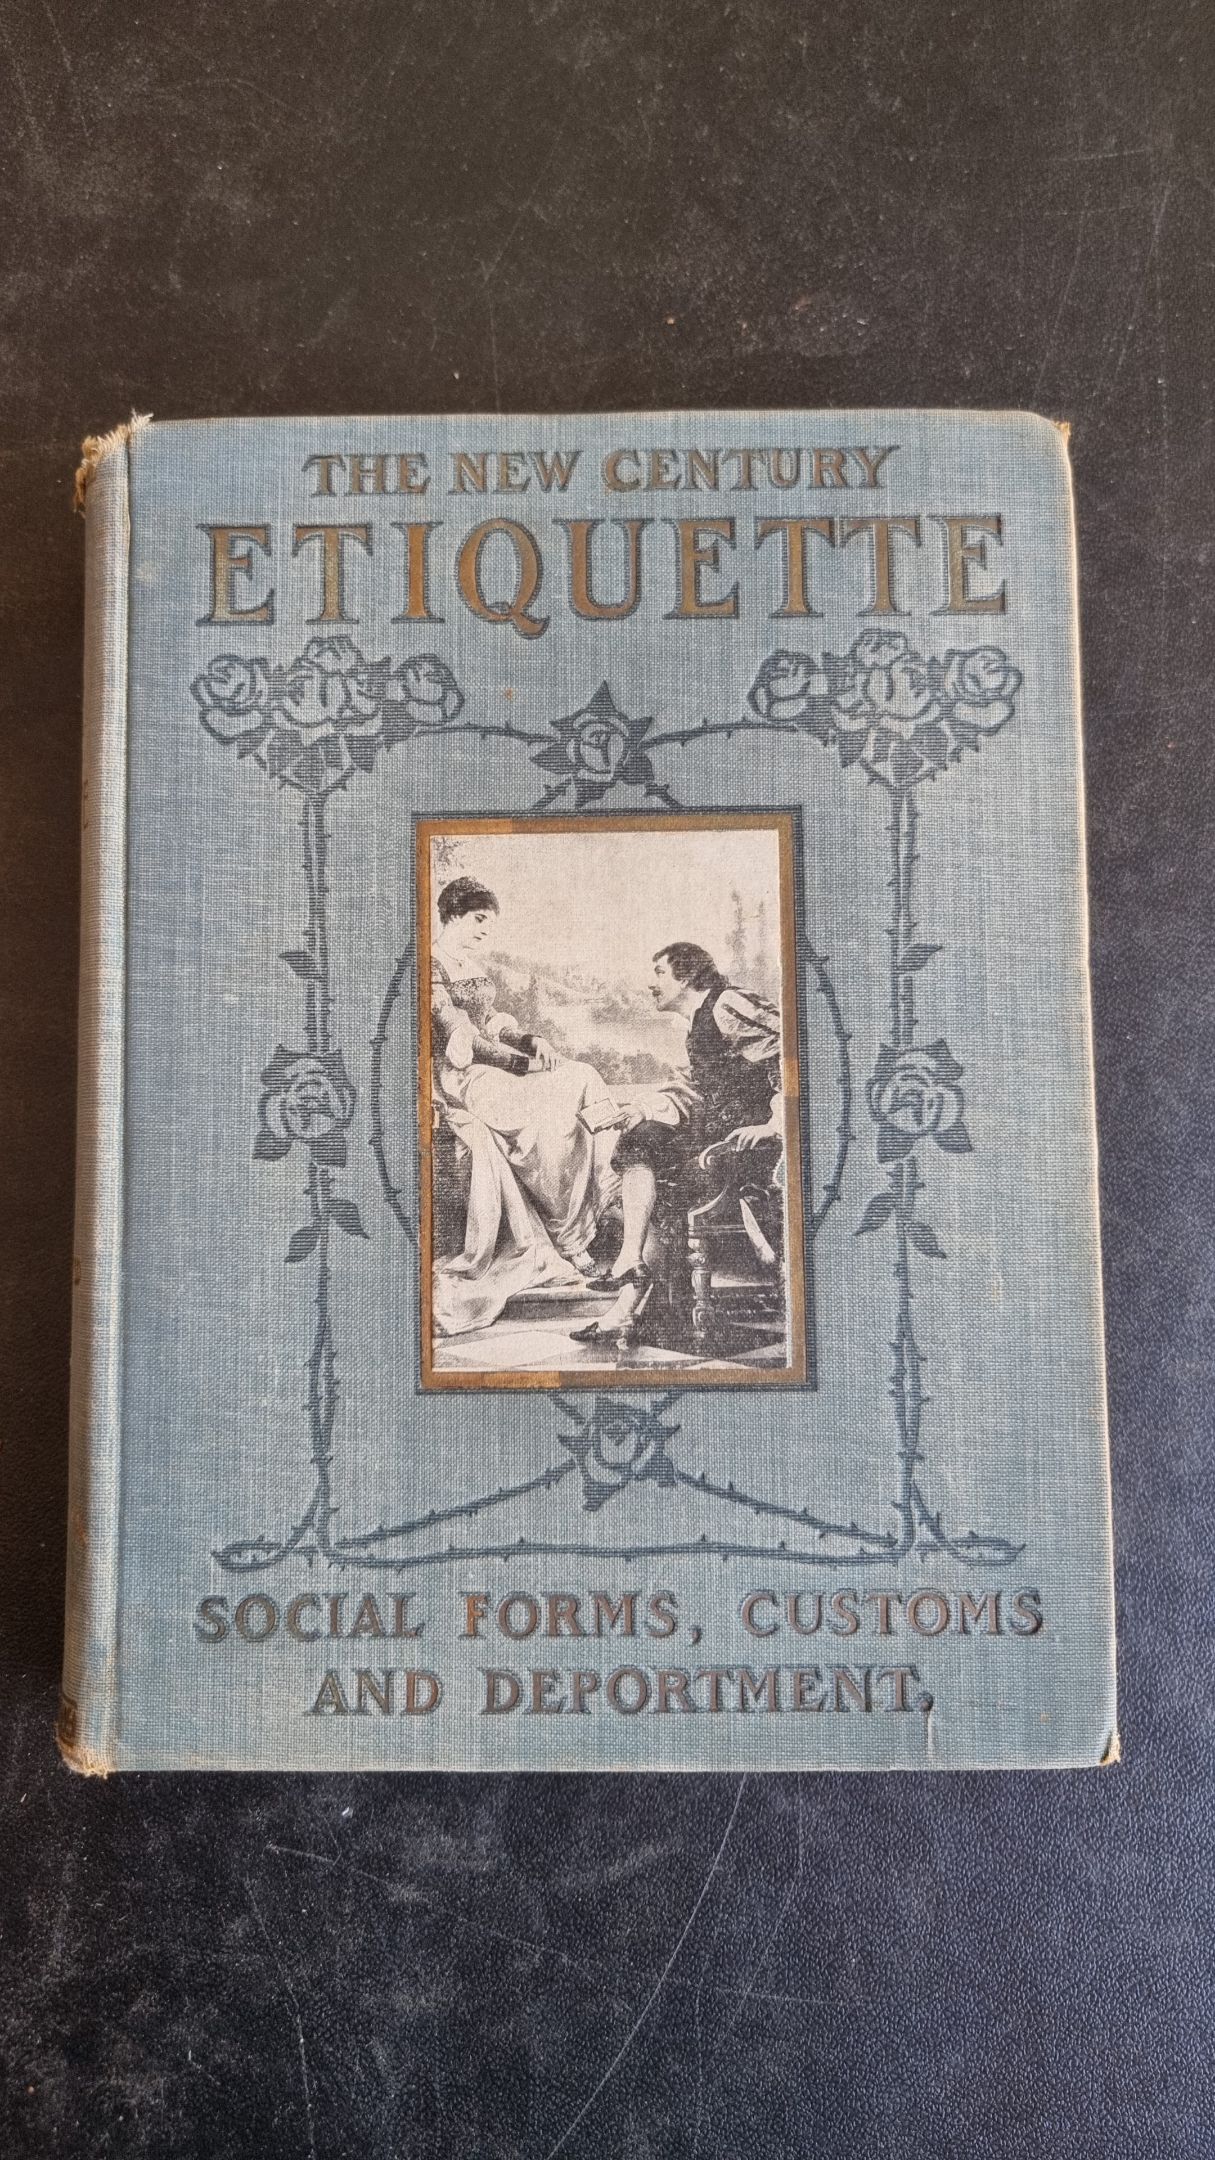 THE NEW CENTURY
ETIQUETTE
SOCIAL FORMS, CUSTOMS
AND DEPORTMENT.